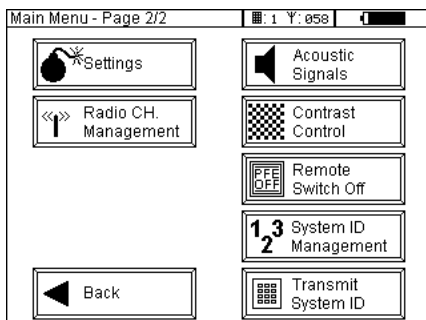 Main Menu - Page 2/2
: 1 : 058
Settings
Acoustic
Signals
Radio CH.
Management
Contrast
Control
PFE
OFF
Remote
Switch Off
1 2 3
System ID
Management
Back
Transmit
System ID